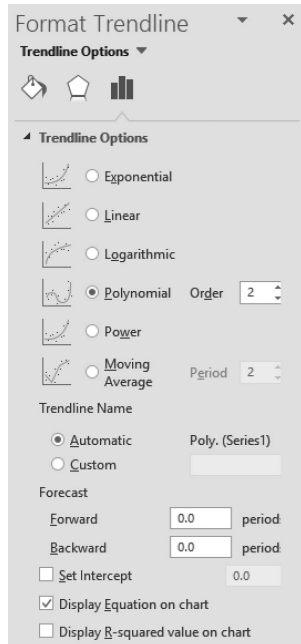 Format Trendline
Trendline Options
Trendline Options
Exponential
Linear
Logarithmic
Polynomial Order 2
Power
Moving
Average Period 2
Trendline Name
Automatic Poly. (Series1)
Custom
Forecast
Forward 0.0 period
Backward 0.0 period
Set Intercept 0.0
Display Equation on chart
Display R-squared value on chart